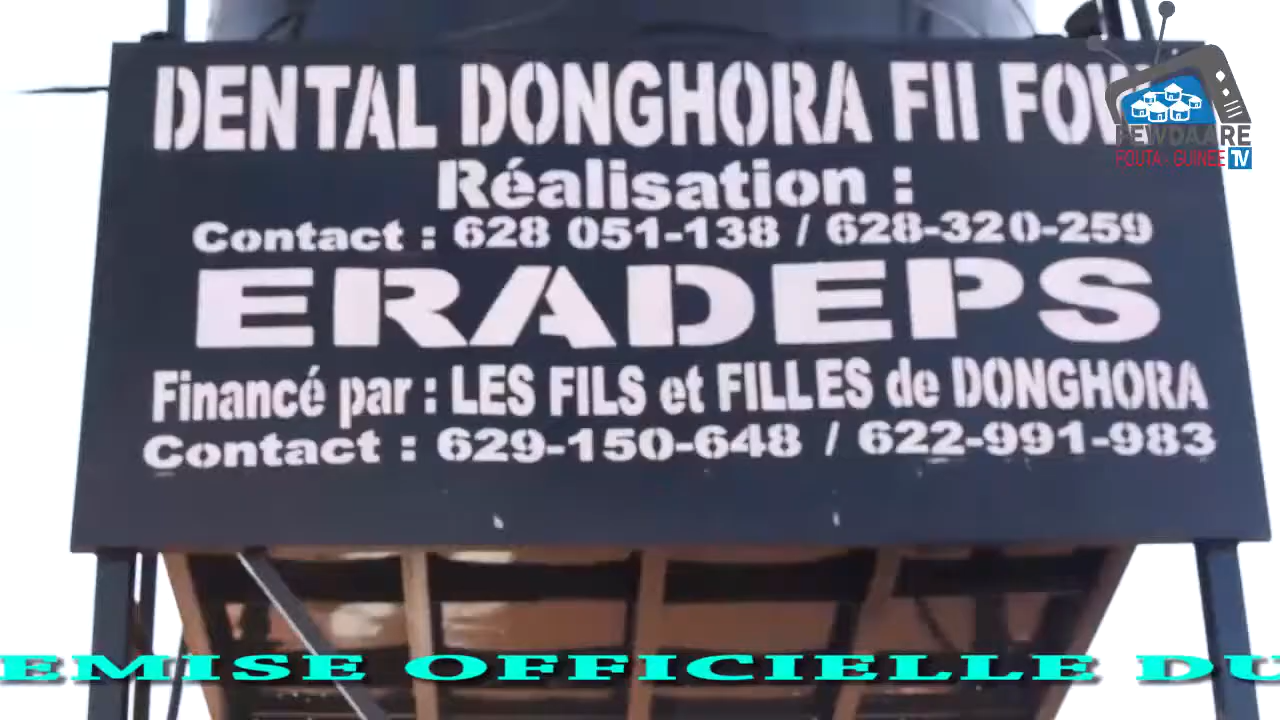 DENTAL DONGHORA FII
Réalisation :
Contact : 628 051-138 / 628-320-259
ERADEPS
Financé par : LES FILS et FILLES de DONGHORA
Contact : 629-150-648 / 622-991-983
PEWDAARE
FOUTA - GUINEE TV
EMISE OFFICIELLE DU